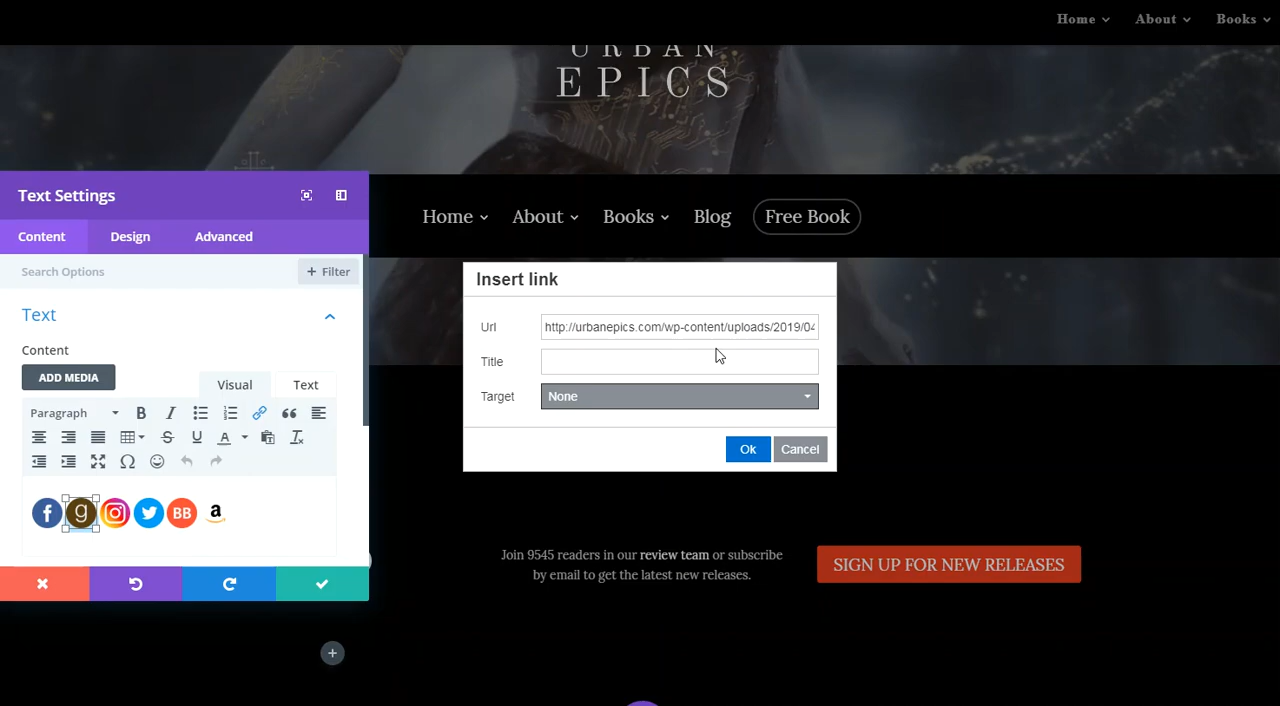 Home About Books
URBAN
EPICS
Text Settings
Content Design Advanced
Search Options + Filter
Text
Content
ADD MEDIA
Visual Text
Paragraph B I
S U A
g BB a
Home About Books Blog Free Book
Insert link
Url http://urbanepics.com/wp-content/uploads/2019/04
Title
Target None
Ok Cancel
Join 9545 readers in our review team or subscribe
by email to get the latest new releases.
SIGN UP FOR NEW RELEASES